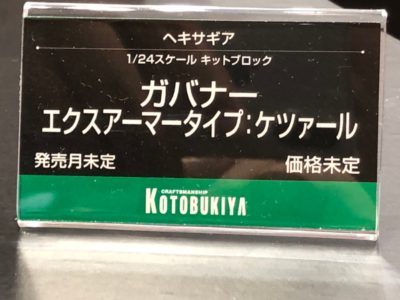 ヘキサギア
1/24スケール キットブロック
ガバナー
エクスアーマータイプ:ケツァール
発売月未定 価格未定
CRAFTSMANSHIP
KOTOBUKIYA